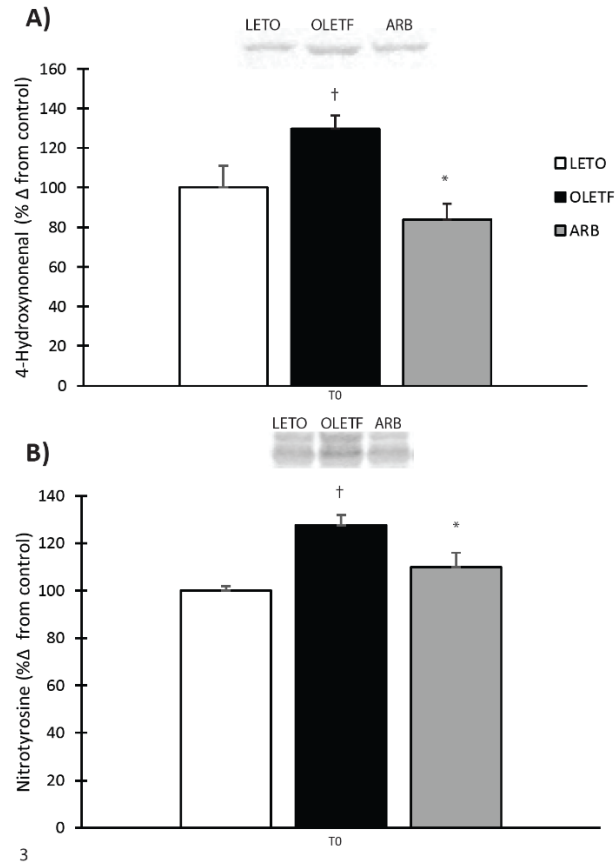 A)
LETO OLETF ARB
4-Hydroxynonenal (% Δ from control)
160
140
120
100
80
60
40
20
0
†
*
T0
LETO
OLETF
ARB
B)
LETO OLETF ARB
Nitrotyrosine (%Δ from control)
140
120
100
80
60
40
20
0
†
*
T0
3